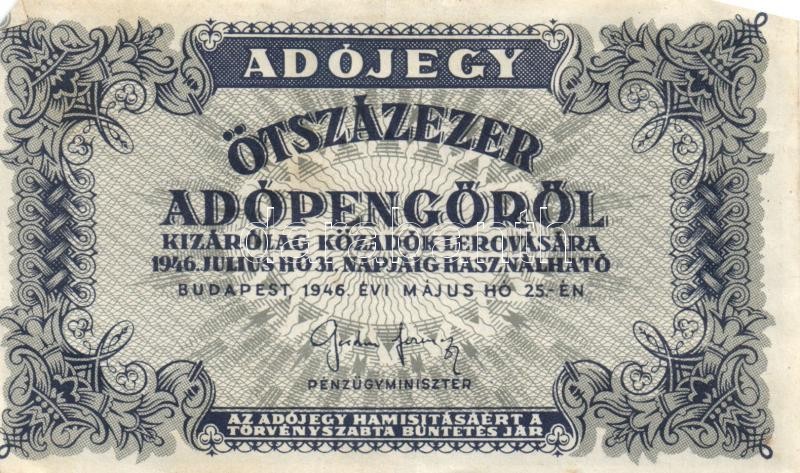 ADÓJEGY
ÖTSZÁZEZER
ADÓPENGŐRŐL
KIZÁRÓLAG KÖZADÓK LEROVÁSÁRA
1946. JULIUS HÓ 31. NAPJÁIG HASZNÁLHATÓ
BUDAPEST, 1946. ÉVI MÁJUS HÓ 25.-ÉN
PÉNZÜGYMINISZTER
AZ ADÓJEGY HAMISITÁSAÉRT A
TÖRVÉNYSZABTA BÜNTETÉS JÁR